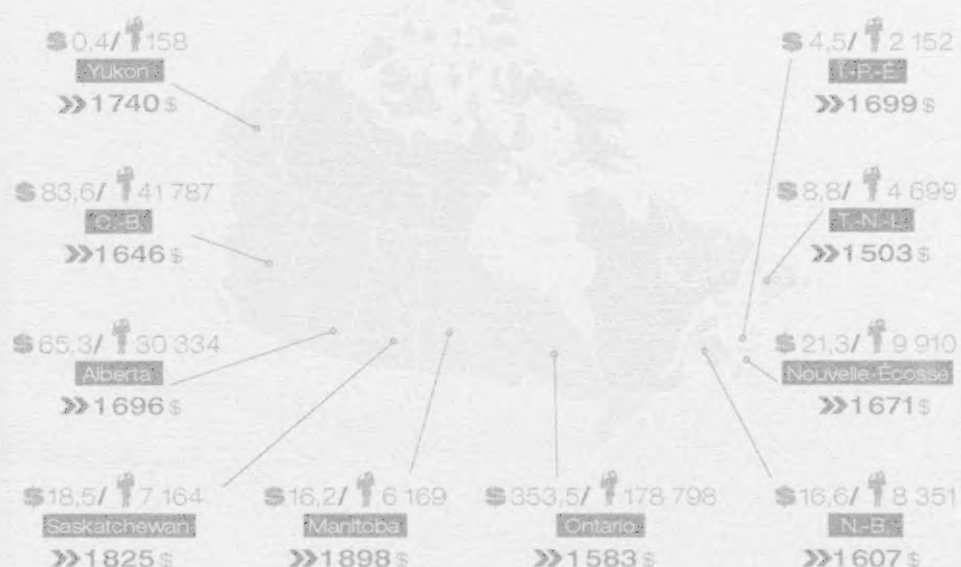 $ 0,4/ 158
Yukon
>> 1740 $
$ 4,5/ 2 152
Î.-P.-É
>> 1699 $
$ 83,6/ 41 787
C.-B.
>> 1646 $
$ 8,8/ 4 699
T.-N.-L.
>> 1503 $
$ 65,3/ 30 334
Alberta
>> 1696 $
$ 21,3/ 9 910
Nouvelle-Écosse
>> 1671 $
$ 18,5/ 7 164
Saskatchewan
>> 1825 $
$ 16,2/ 6 169
Manitoba
>> 1898 $
$ 353,5/ 178 798
Ontario
>> 1583 $
$ 16,6/ 8 351
N.-B.
>> 1607 $